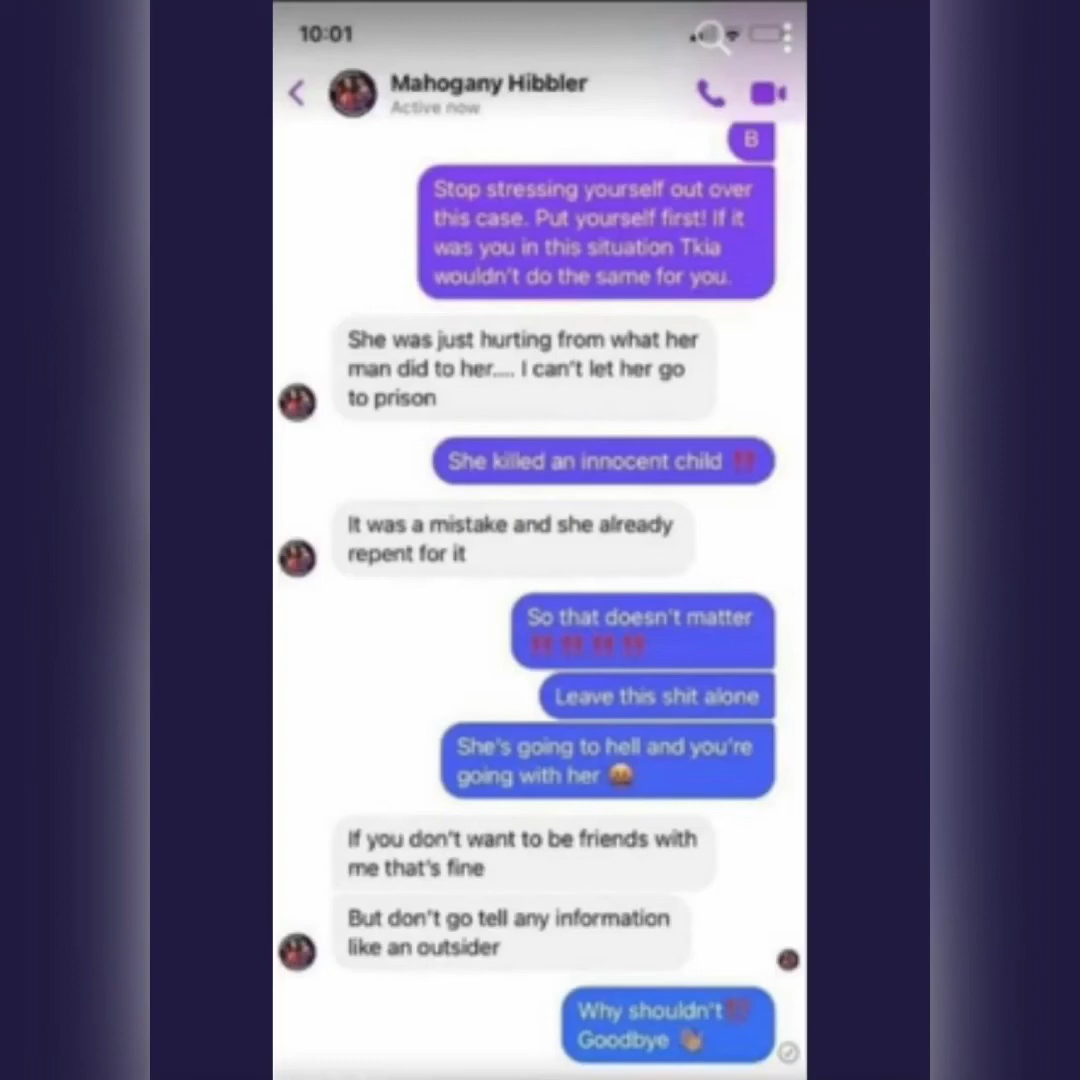 10:01
Mahogany Hibbler
Active now
B
Stop stressing yourself out over
this case. Put yourself first! If it
was you in this situation Tkia
wouldn't do the same for you.
She was just hurting from what her
man did to her.... I can't let her go
to prison
She killed an innocent child ‼️
It was a mistake and she already
repent for it
So that doesn't matter
‼️‼️‼️‼️
Leave this shit alone
She's going to hell and you're
going with her 🤬
If you don't want to be friends with
me that's fine
But don't go tell any information
like an outsider
Why shouldn't⁉️
Goodbye 👋🏽